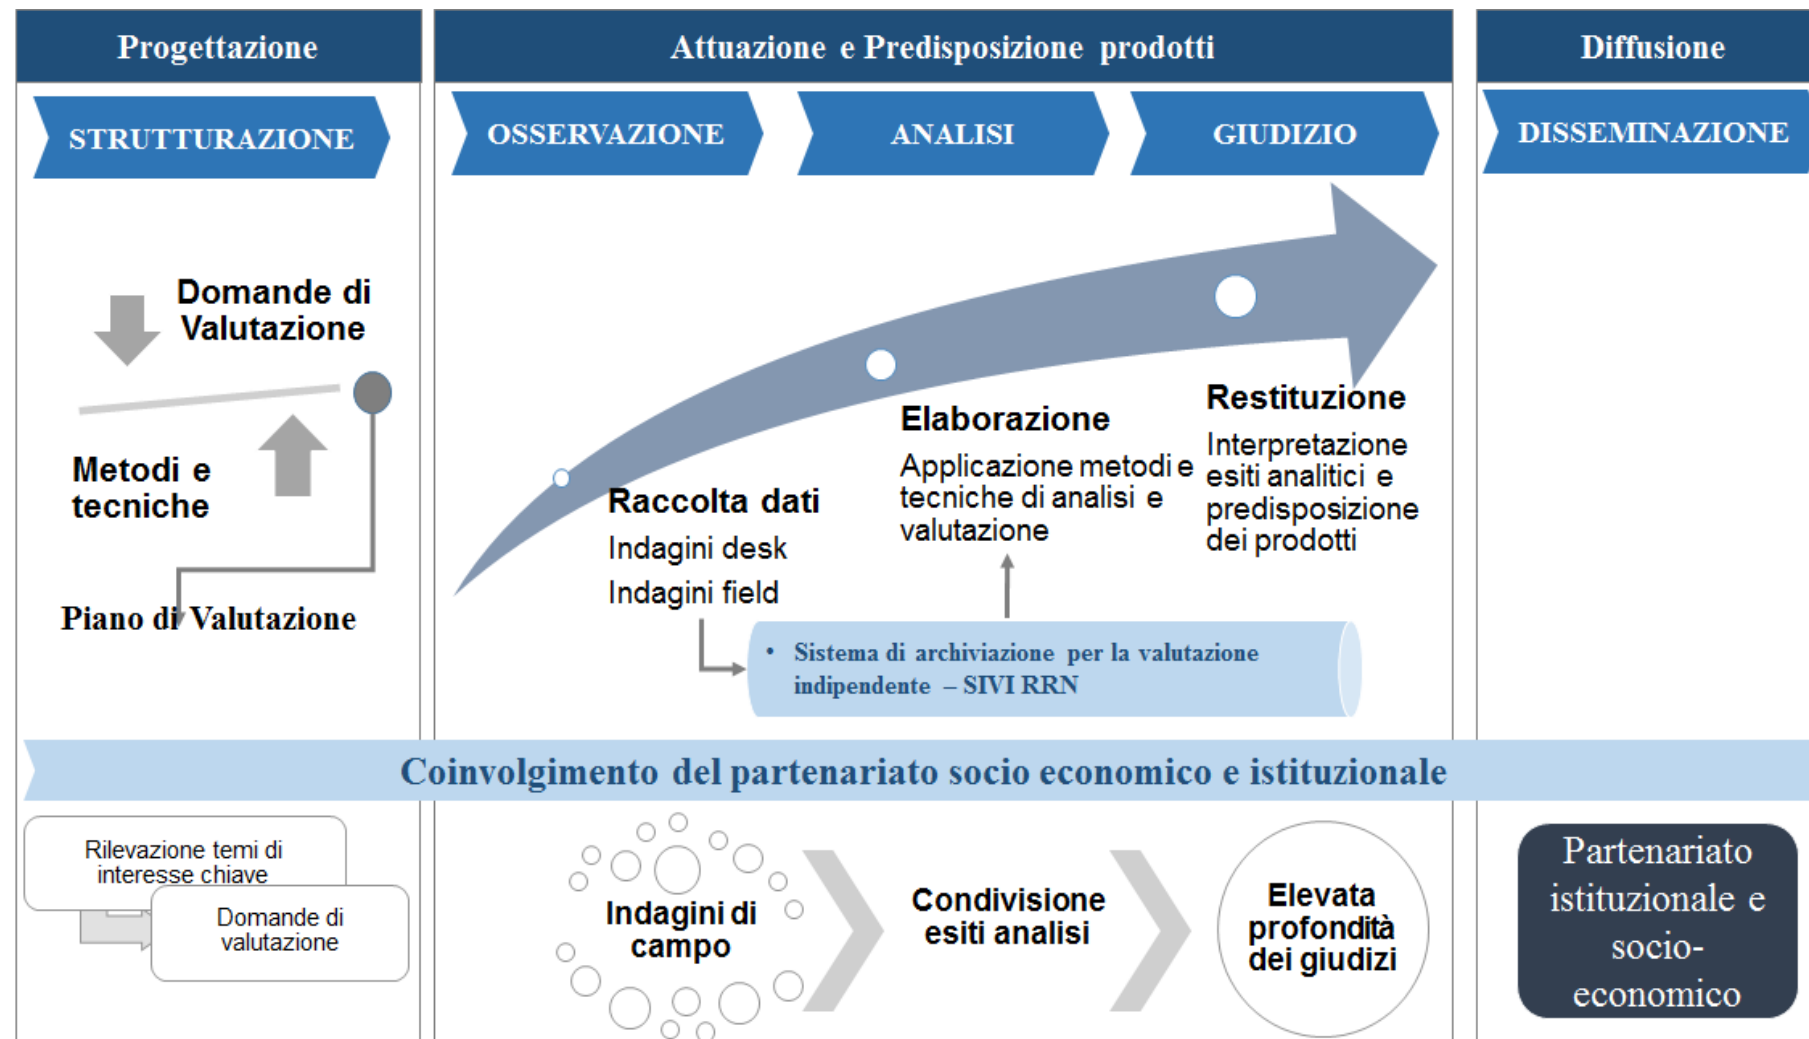 Progettazione
Attuazione e Predisposizione prodotti
Diffusione
STRUTTURAZIONE
OSSERVAZIONE
ANALISI
GIUDIZIO
DISSEMINAZIONE
Domande di
Valutazione
Metodi e
tecniche
Piano di Valutazione
Raccolta dati
Indagini desk
Indagini field
Elaborazione
Applicazione metodi e
tecniche di analisi e
valutazione
Restituzione
Interpretazione
esiti analitici e
predisposizione
dei prodotti
• Sistema di archiviazione per la valutazione
indipendente – SIVI RRN
Coinvolgimento del partenariato socio economico e istituzionale
Rilevazione temi di
interesse chiave
Domande di
valutazione
Indagini di
campo
Condivisione
esiti analisi
Elevata
profondità
dei giudizi
Partenariato
istituzionale e
socio-
economico